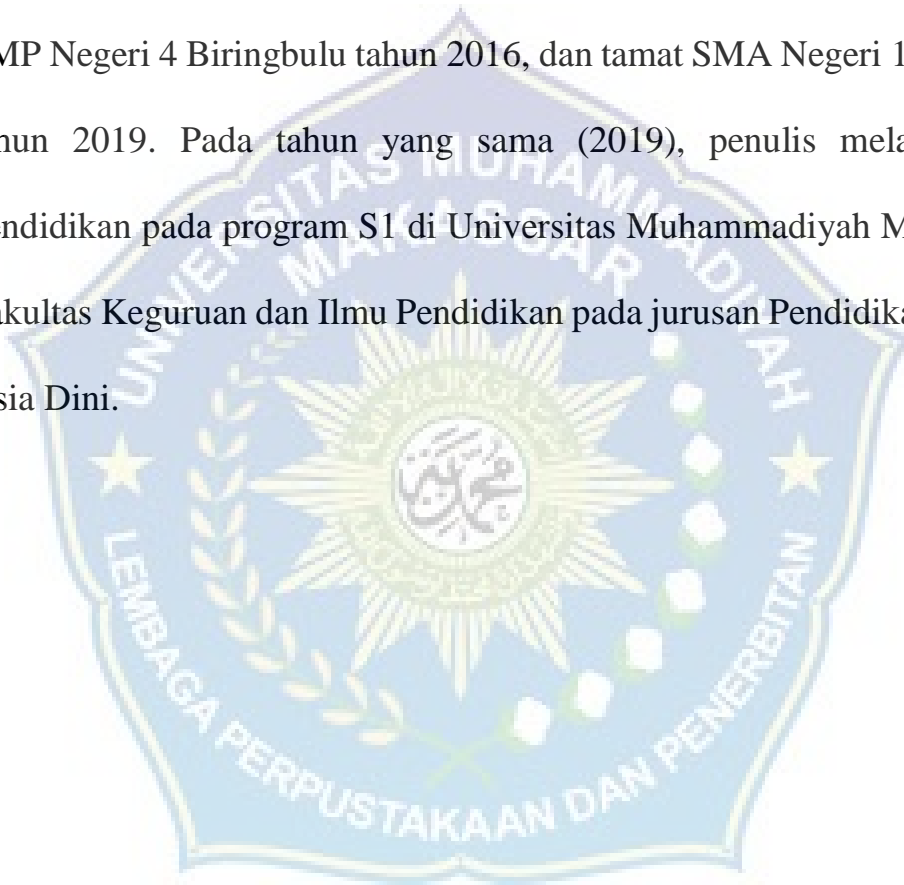 MP Negeri 4 Biringbulu tahun 2016, dan tamat SMA Negeri 1
hun 2019. Pada tahun yang sama (2019), penulis mela
endidikan pada program S1 di Universitas Muhammadiyah M
akultas Keguruan dan Ilmu Pendidikan pada jurusan Pendidika
sia Dini.
UNIVERSITAS MUHAMMADIYAH
MAKASSAR
LEMBAGA PERPUSTAKAAN DAN PENERBITAN